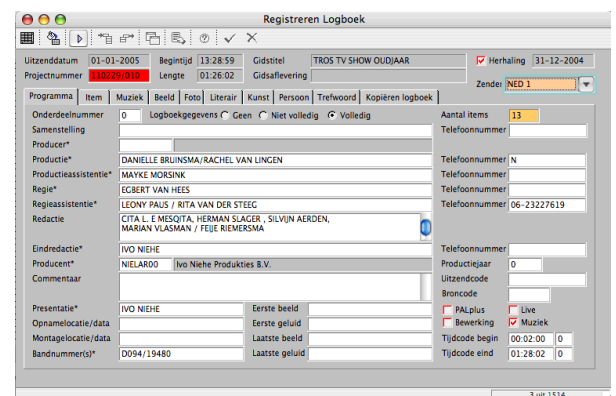 Registreren Logboek
Uitzenddatum 01-01-2005 Begintijd 13:28:59 Gidstitel TROS TV SHOW OUDJAAR Herhaling 31-12-2004
Projectnummer 110229/010 Lengte 01:26:02 Gidsaflevering Zender NED 1
Programma Item Muziek Beeld Foto Literair Kunst Persoon Trefwoord Kopiëren logboek
Onderdeelnummer 0 Logboekgegevens Geen Niet volledig Volledig Aantal items 13
Samenstelling Telefoonnummer
Producer*
Productie* DANIELLE BRUINSMA/RACHEL VAN LINGEN Telefoonnummer N
Productieassistentie* MAYKE MORSINK Telefoonnummer
Regie* EGBERT VAN HEES Telefoonnummer
Regieassistentie* LEONY PAUS / RITA VAN DER STEEG Telefoonnummer 06-23227619
Redactie CITA L. E MESQITA, HERMAN SLAGER , SILVIJN AERDEN,
MARIAN VLASMAN / FEIJE RIEMERSMA
Eindredactie* IVO NIEHE Telefoonnummer
Producent* NIELAR00 Ivo Niehe Produkties B.V. Productiejaar 0
Commentaar Uitzendcode
Broncode
Presentatie* IVO NIEHE Eerste beeld PALplus Live
Opnamelocatie/data Eerste geluid Bewerking Muziek
Montagelocatie/data Laatste beeld Tijdcode begin 00:02:00 0
Bandnummer(s)* D094/19480 Laatste geluid Tijdcode eind 01:28:02 0
3 uit 1514